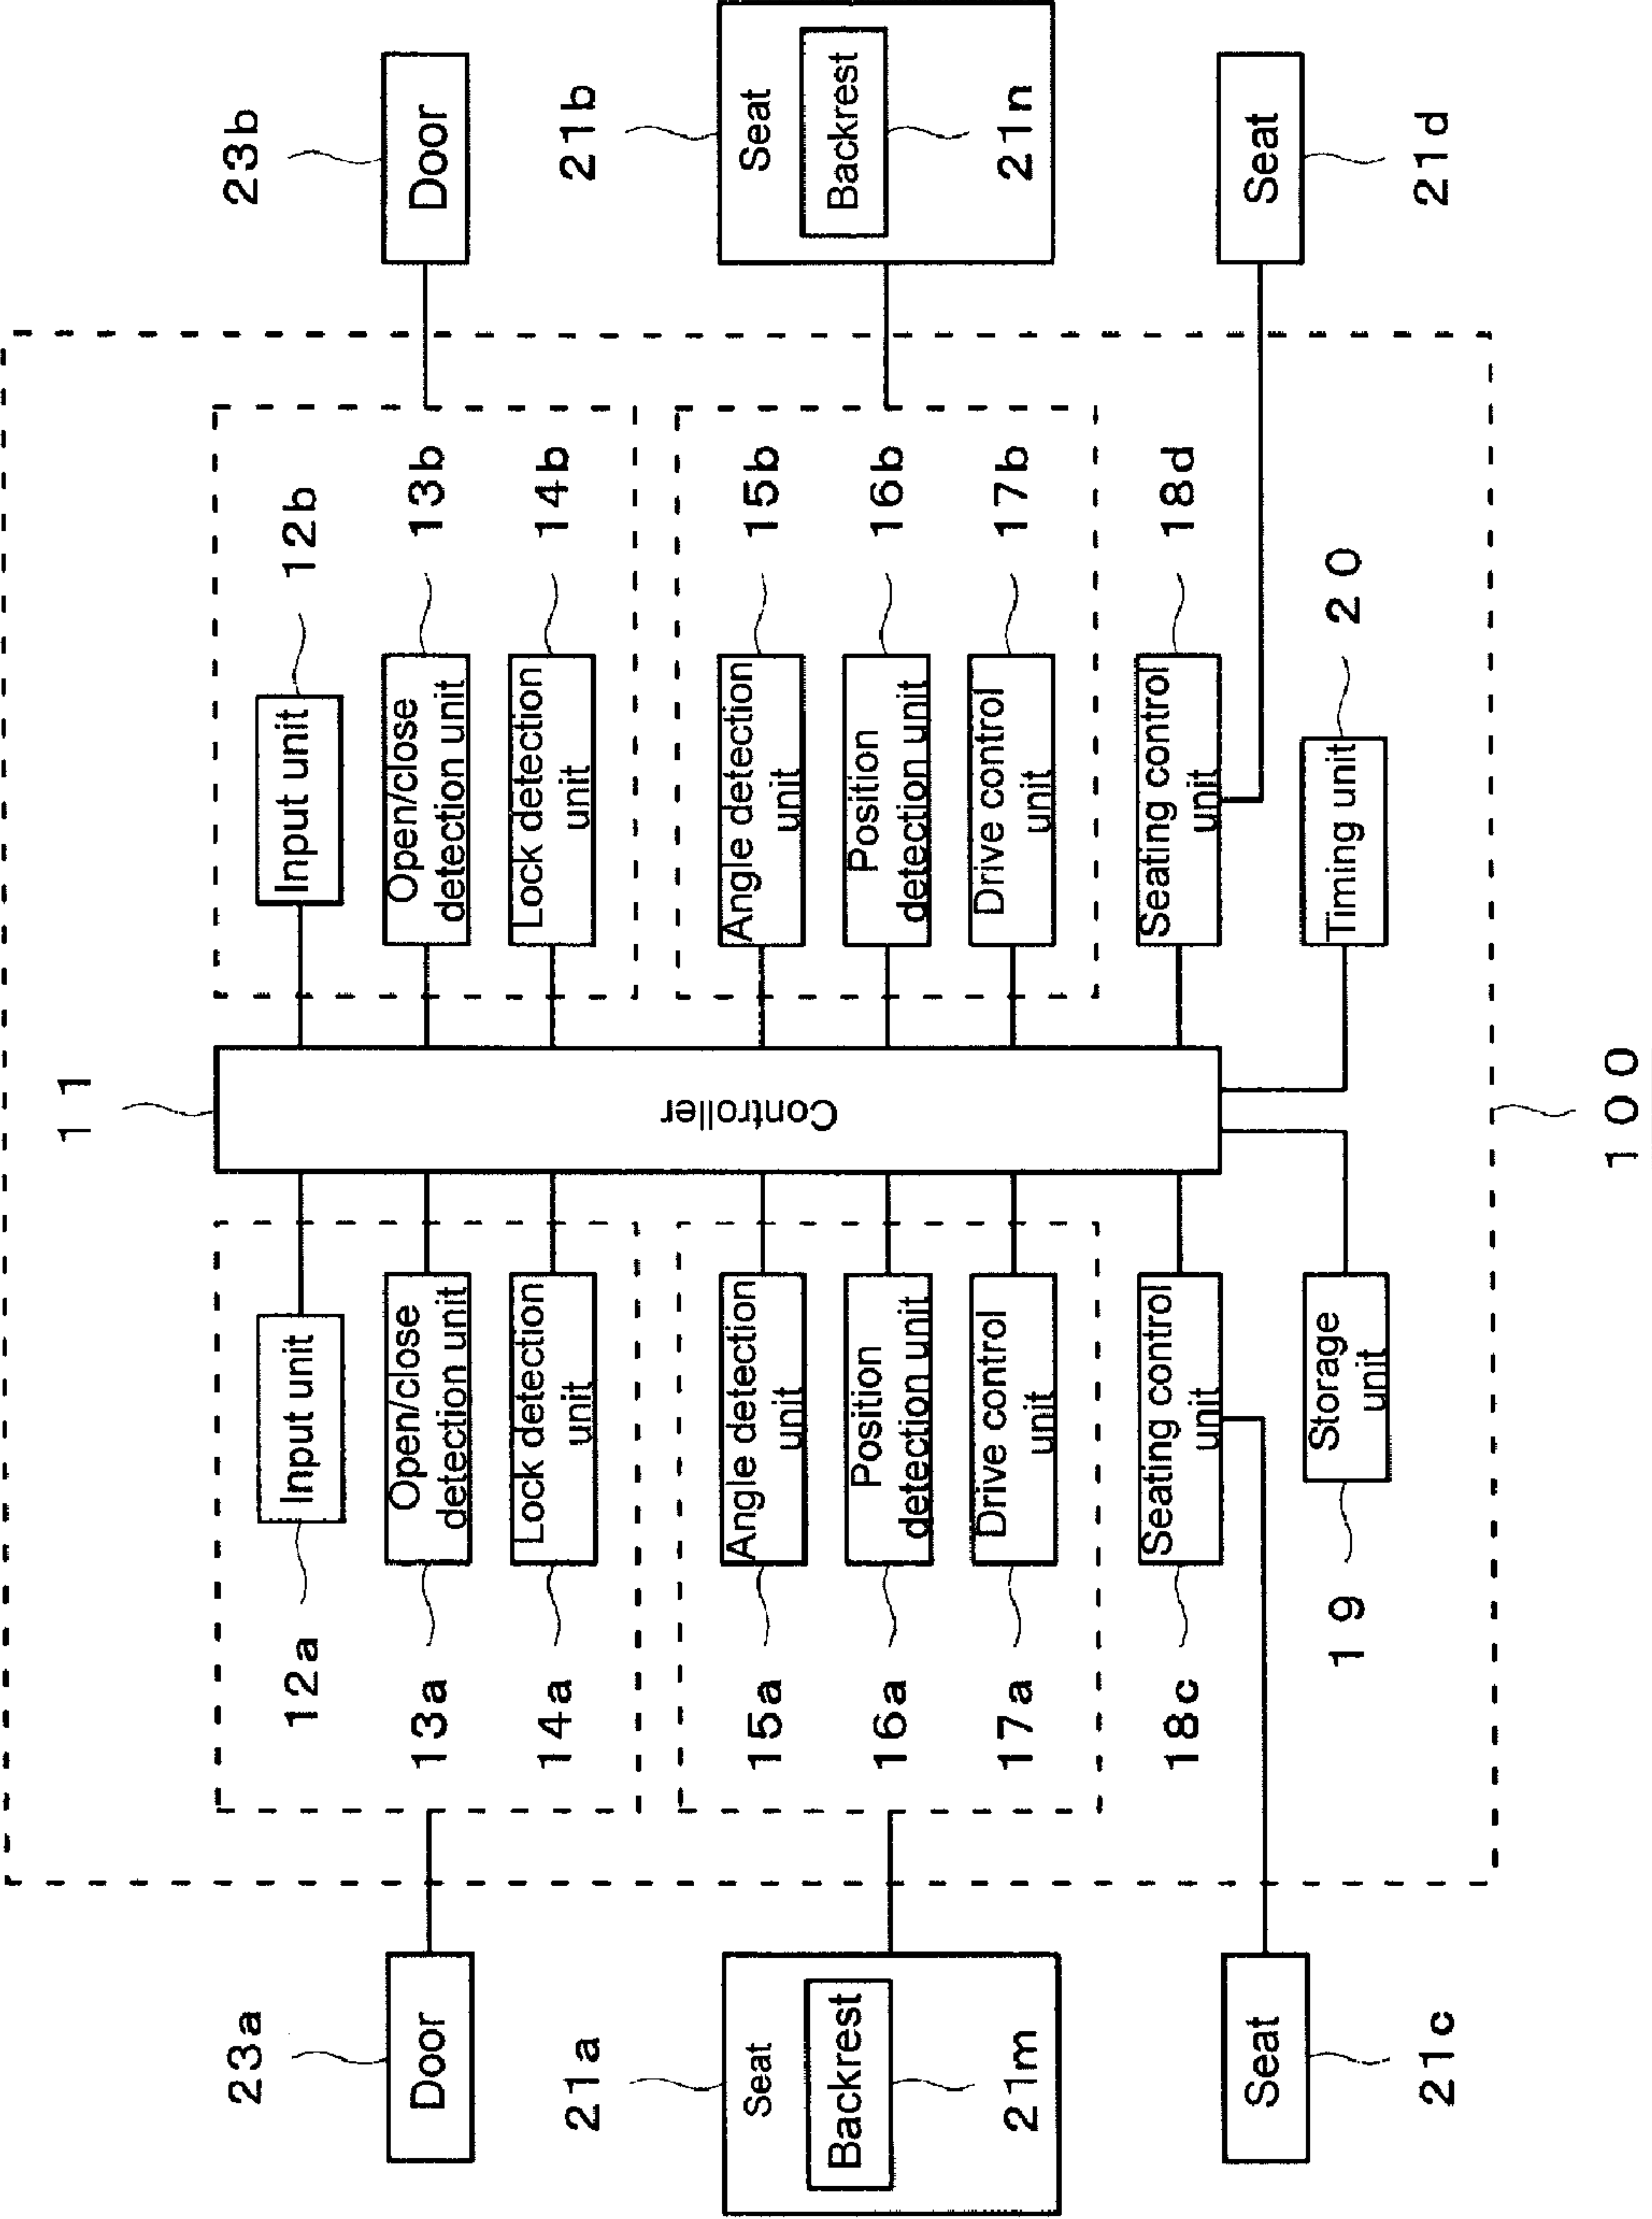 11
12a
Input unit
Input unit
12b
23a
Door
13a
Open/close
detection unit
Open/close
detection unit
13b
Door
23b
14a
Lock detection
unit
Lock detection
unit
14b
Controller
21a
Seat
Backrest
21m
15a
Angle detection
unit
Angle detection
unit
15b
21b
Seat
Backrest
21n
16a
Position
detection unit
Position
detection unit
16b
17a
Drive control
unit
Drive control
unit
17b
18c
Seating control
unit
Seating control
unit
18d
Seat
21c
Seat
21d
19
Storage
unit
Timing unit
20
100